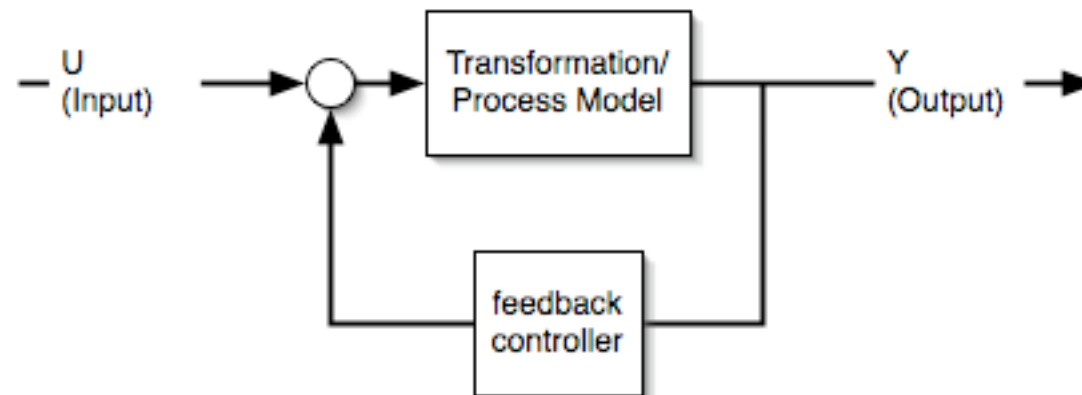 U
(Input)
Transformation/
Process Model
Y
(Output)
feedback
controller